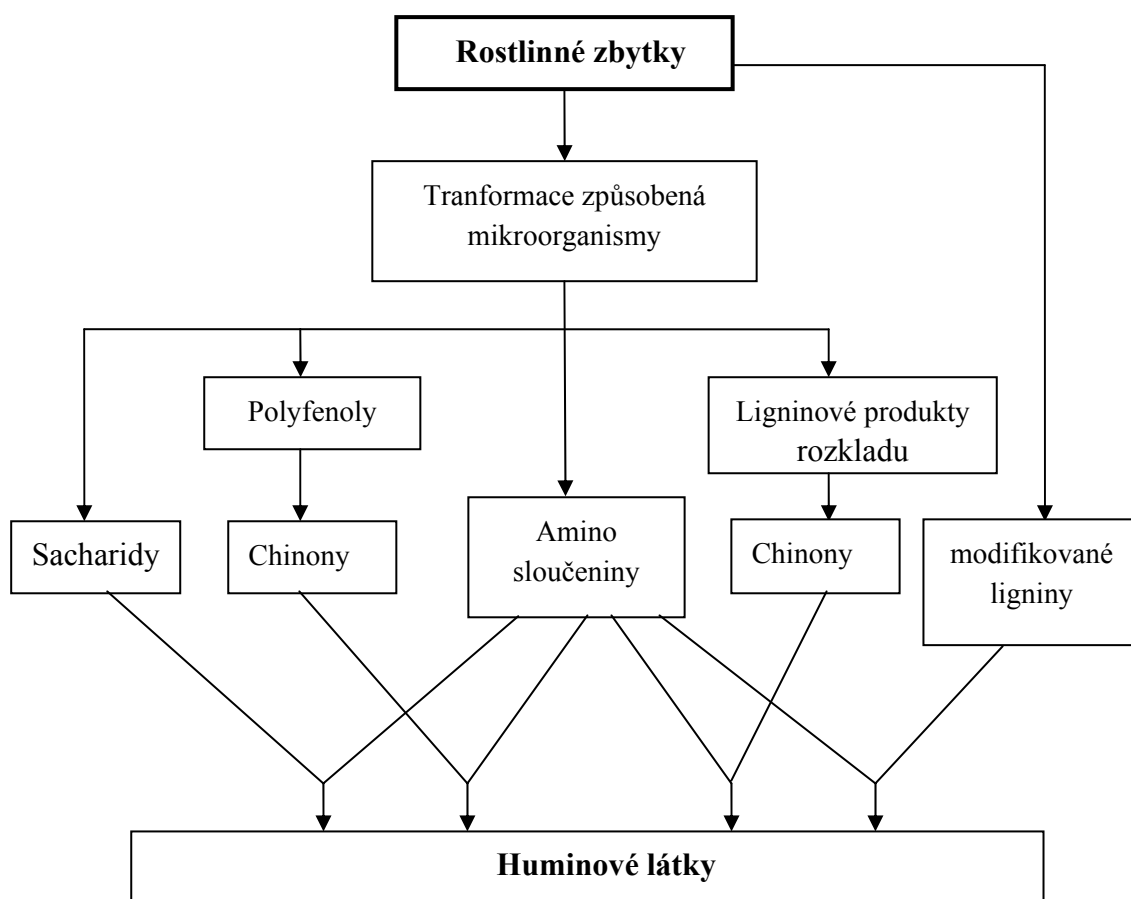 Rostlinné zbytky
Tranformace způsobená
mikroorganismy
Polyfenoly
Ligninové produkty
rozkladu
Sacharidy
Chinony
Amino
sloučeniny
Chinony
modifikované
ligniny
Huminové látky